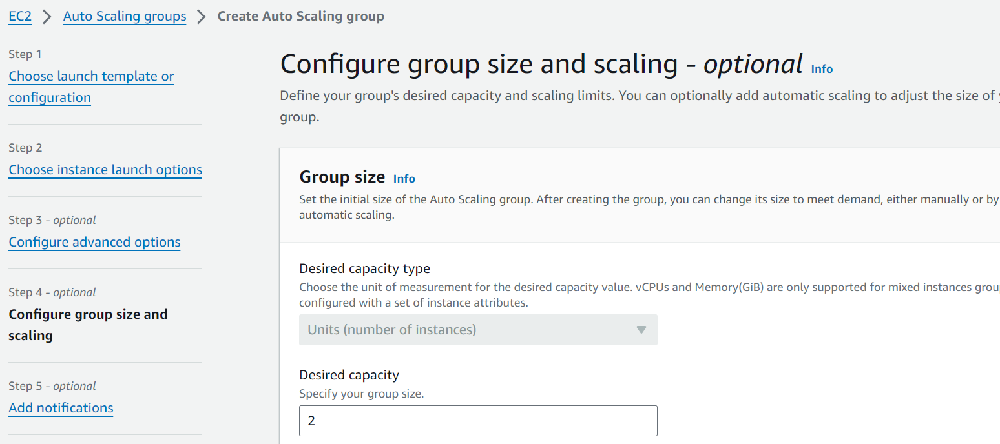 EC2 > Auto Scaling groups > Create Auto Scaling group
Step 1
Choose launch template or
configuration
Step 2
Choose instance launch options
Step 3 - optional
Configure advanced options
Step 4 - optional
Configure group size and
scaling
Step 5 - optional
Add notifications
Configure group size and scaling - optional Info
Define your group's desired capacity and scaling limits. You can optionally add automatic scaling to adjust the size of
group.
Group size Info
Set the initial size of the Auto Scaling group. After creating the group, you can change its size to meet demand, either manually or by
automatic scaling.
Desired capacity type
Choose the unit of measurement for the desired capacity value. vCPUs and Memory(GiB) are only supported for mixed instances
configured with a set of instance attributes.
Units (number of instances)
Desired capacity
Specify your group size.
2